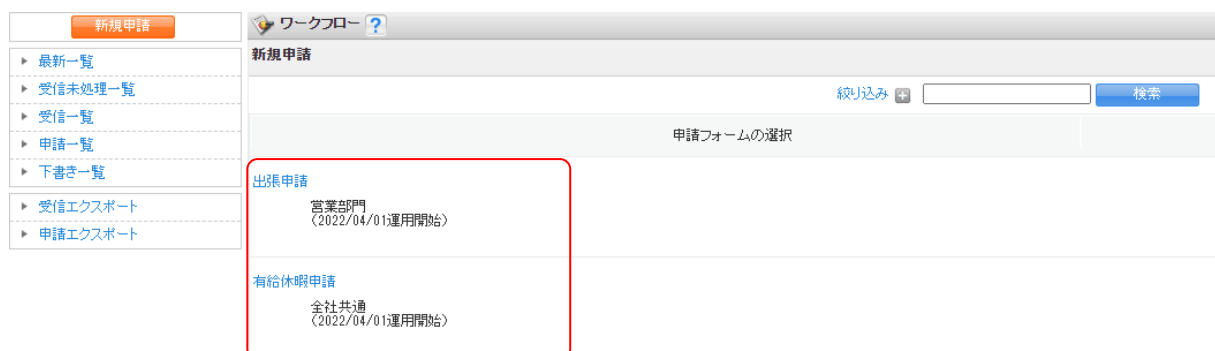 新規申請
最新一覧
受信未処理一覧
受信一覧
申請一覧
下書き一覧
受信エクスポート
申請エクスポート
ワークフロー ?
新規申請
絞り込み 検索
申請フォームの選択
出張申請
営業部門
(2022/04/01運用開始)
有給休暇申請
全社共通
(2022/04/01運用開始)